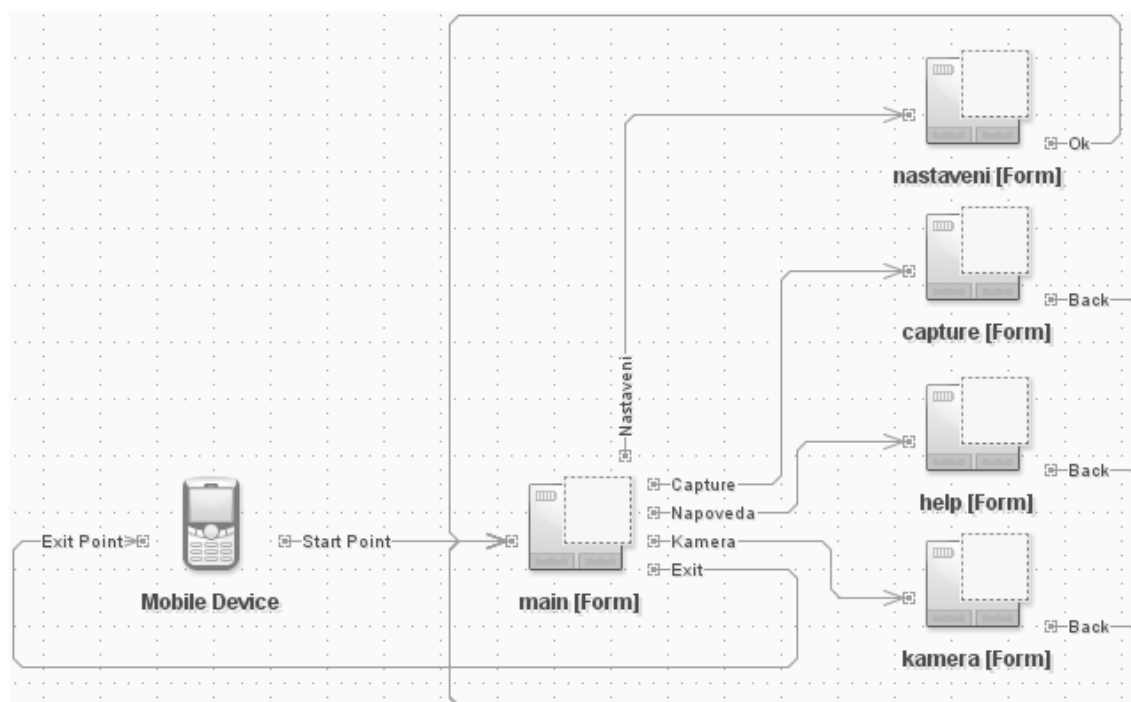 Ok
nastaveni [Form]
Back
capture [Form]
Nastaveni
Back
help [Form]
Capture
Napoveda
Kamera
Exit
Exit Point
Start Point
Mobile Device
main [Form]
Back
kamera [Form]